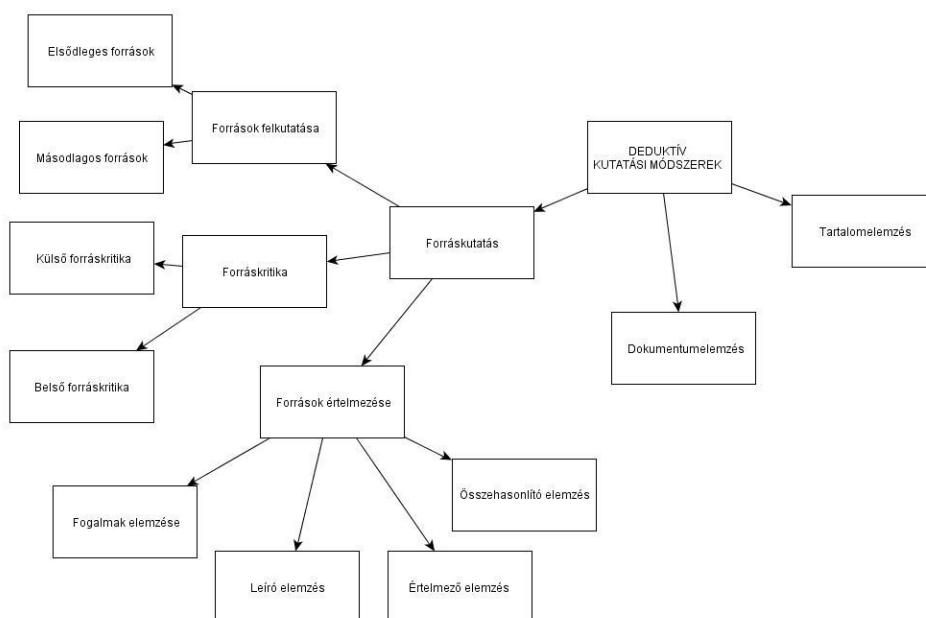 Elsődleges források
Források felkutatása
Másodlagos források
DEDUKTÍV
KUTATÁSI MÓDSZEREK
Tartalomelemzés
Forráskutatás
Külső forráskritika
Forráskritika
Dokumentumelemzés
Belső forráskritika
Források értelmezése
Összehasonlító elemzés
Fogalmak elemzése
Leíró elemzés
Értelmező elemzés